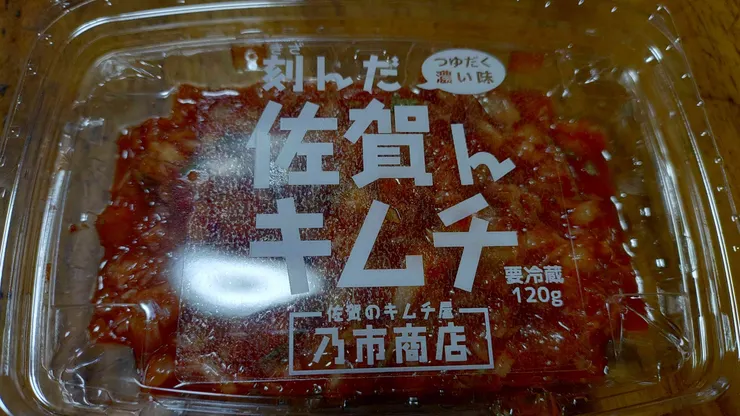 きざ
刻んだ
つゆだく
濃い味
佐賀ん
キムチ
要冷蔵
120g
佐賀のキムチ屋
乃市商店